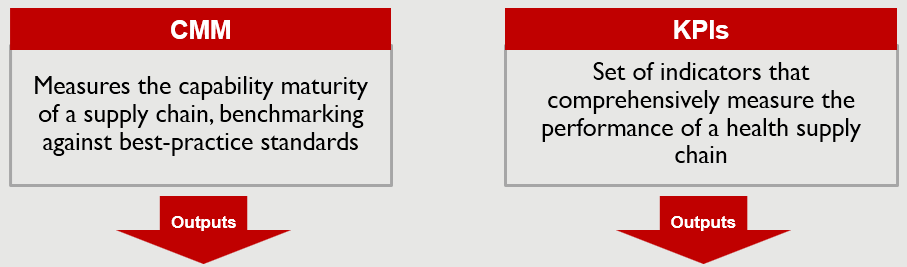 CMM
Measures the capability maturity
of a supply chain, benchmarking
against best-practice standards
Outputs
KPIs
Set of indicators that
comprehensively measure the
performance of a health supply
chain
Outputs